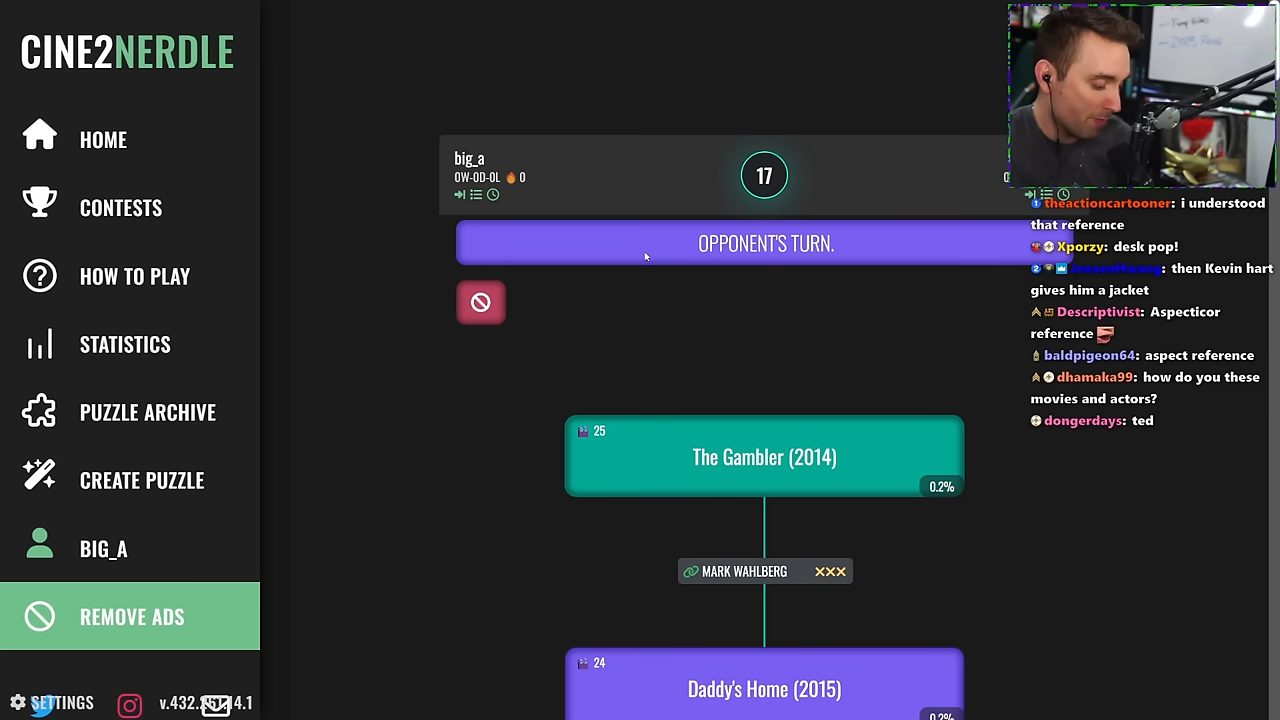 CINE2NERDLE
HOME
CONTESTS
HOW TO PLAY
STATISTICS
PUZZLE ARCHIVE
CREATE PUZZLE
BIG_A
REMOVE ADS
SETTINGS
big_a
0W-0D-0L 0
17
OPPONENT'S TURN.
25
The Gambler (2014)
0.2%
MARK WAHLBERG XXX
24
Daddy's Home (2015)
0.2%
theactioncartooner: i understood
that reference
Xporzy: desk pop!
then Kevin hart
gives him a jacket
Descriptivist: Aspecticor
reference
baldpigeon64: aspect reference
dhamaka99: how do you these
movies and actors?
dongerdays: ted